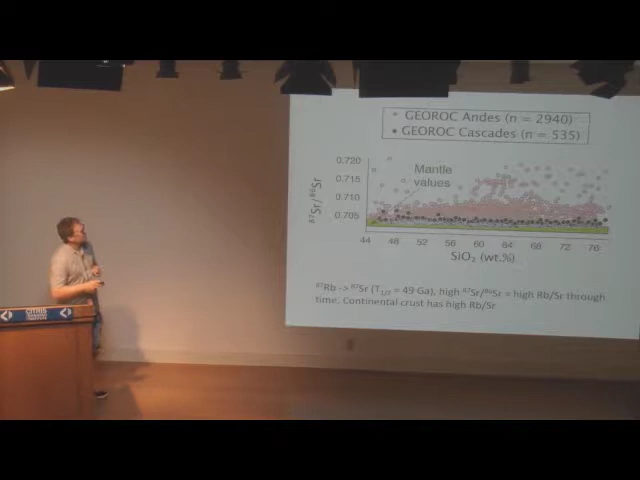 GEOROC Andes (n = 2940)
GEOROC Cascades (n = 535)
0.720
0.715
0.710
0.705
⁸⁷Sr/⁸⁶Sr
Mantle
values
44 48 52 56 60 64 68 72 76
SiO₂ (wt.%)
⁸⁷Rb -> ⁸⁷Sr (T₁/₂ = 49 Ga), high ⁸⁷Sr/⁸⁶Sr = high Rb/Sr through
time. Continental crust has high Rb/Sr
CITRIS